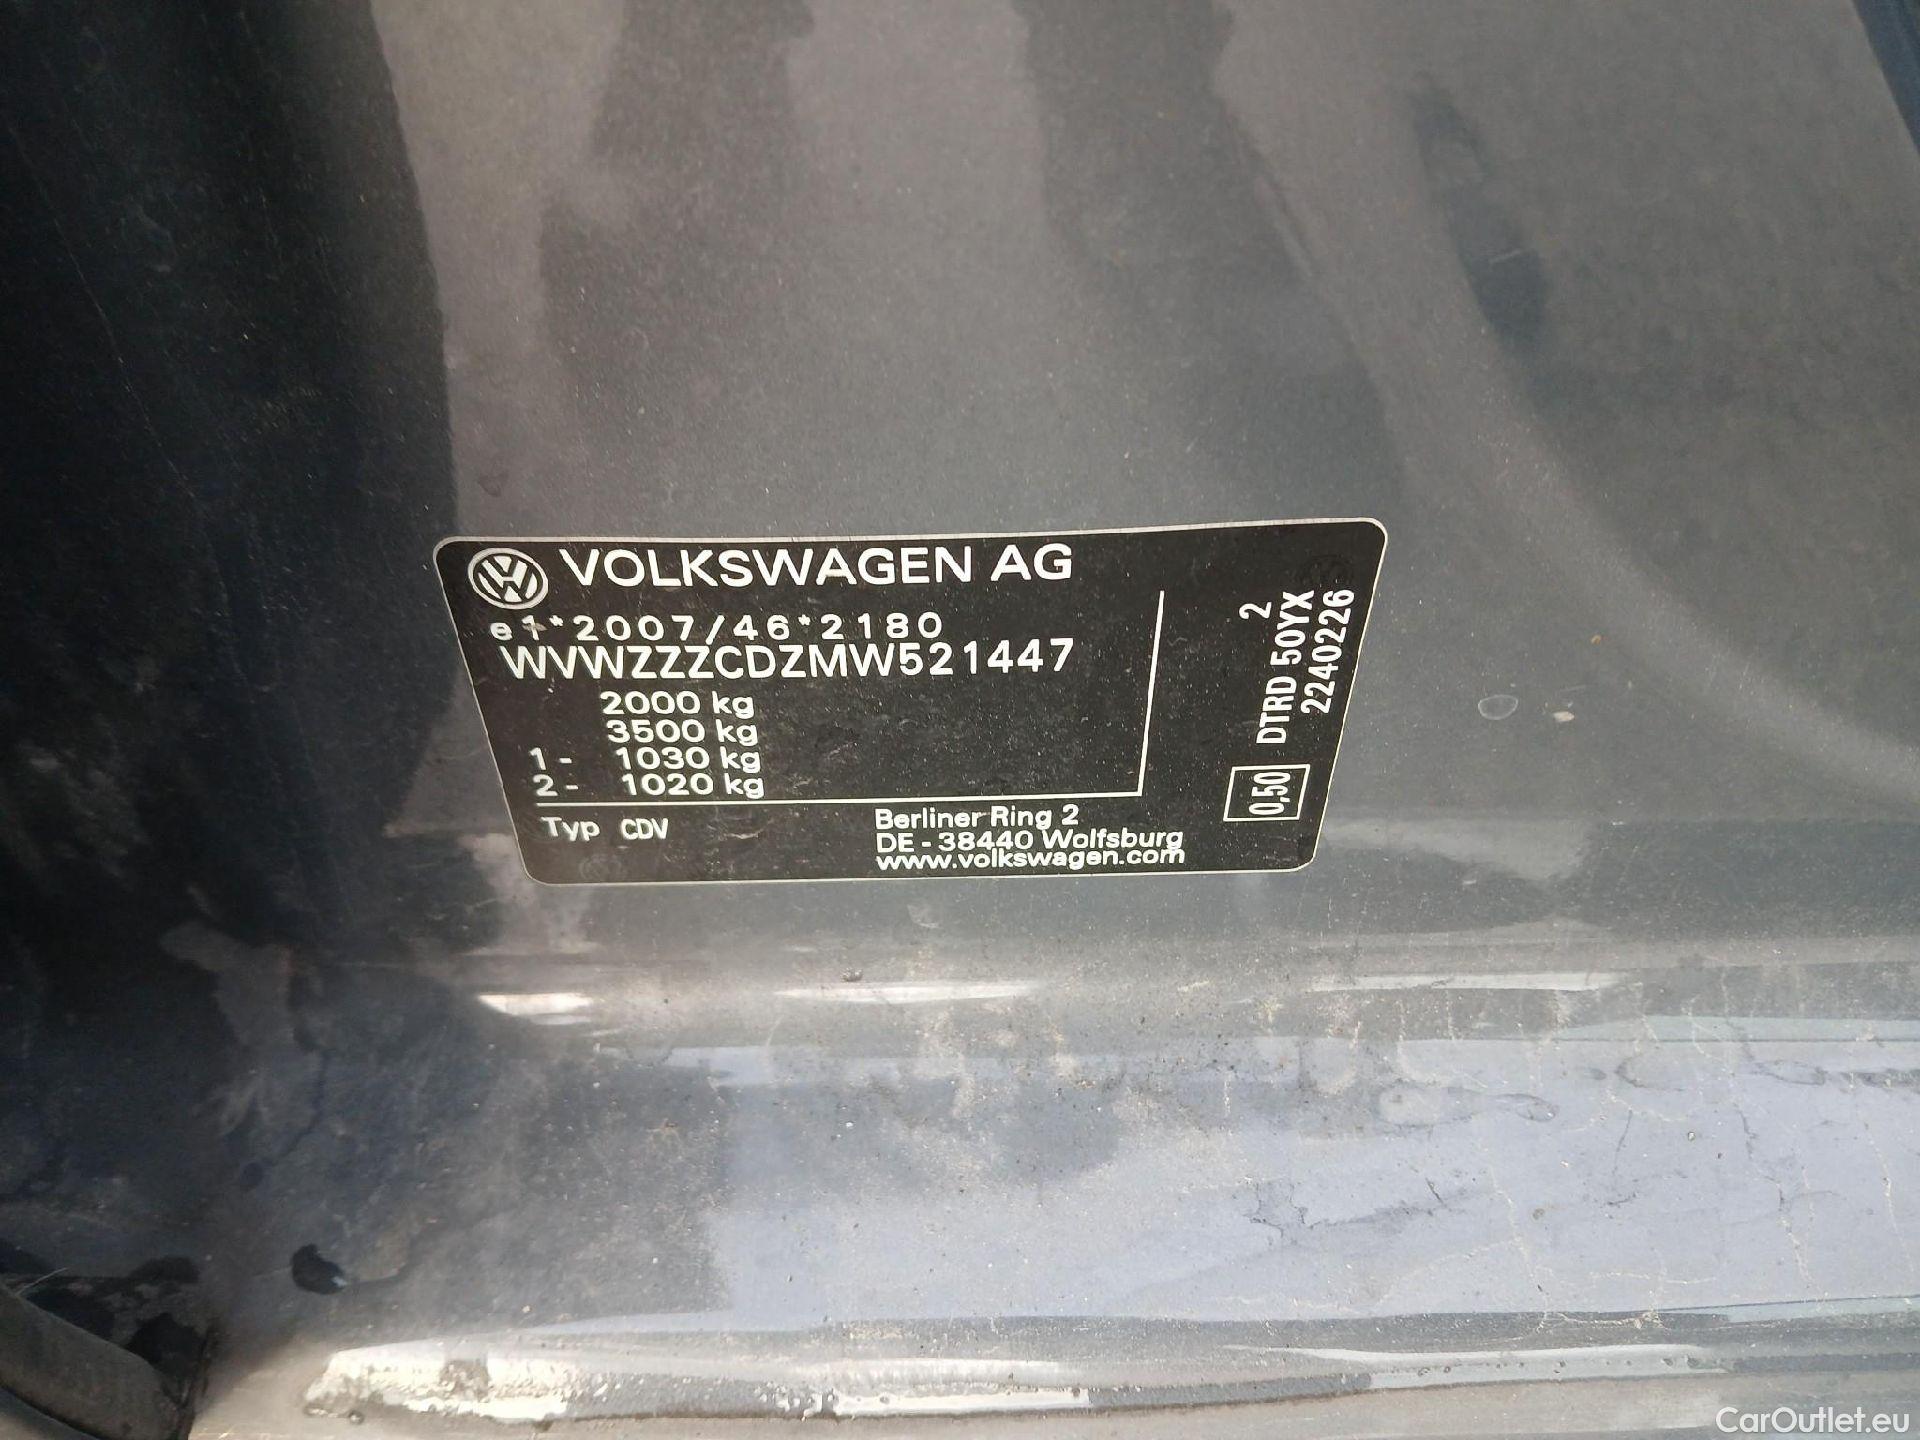 VOLKSWAGEN AG
e1*2007/46*2180
WVWZZZCDZMW521447
2000 kg
3500 kg
1- 1030 kg
2- 1020 kg
Typ CDV
Berliner Ring 2
DE - 38440 Wolfsburg
www.volkswagen.com
2
DTRD 50YX
2240226
0,50
CarOutlet.eu